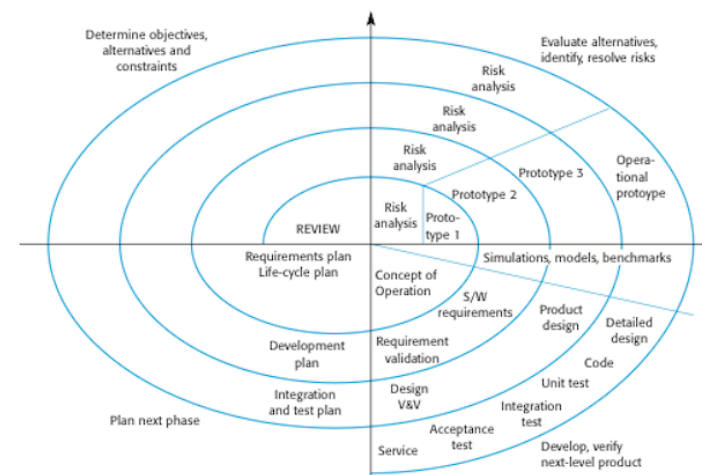 Determine objectives,
alternatives and
constraints
Evaluate alternatives,
identify, resolve risks
Risk
analysis
Risk
analysis
Risk
analysis
Risk
analysis
Proto-
type 1
Prototype 2
Prototype 3
Opera-
tional
protoype
REVIEW
Requirements plan
Life-cycle plan
Concept of
Operation
Simulations, models, benchmarks
S/W
requirements
Product
design
Detailed
design
Development
plan
Requirement
validation
Code
Unit test
Integration
and test plan
Design
V&V
Integration
test
Plan next phase
Acceptance
test
Service
Develop, verify
next-level product